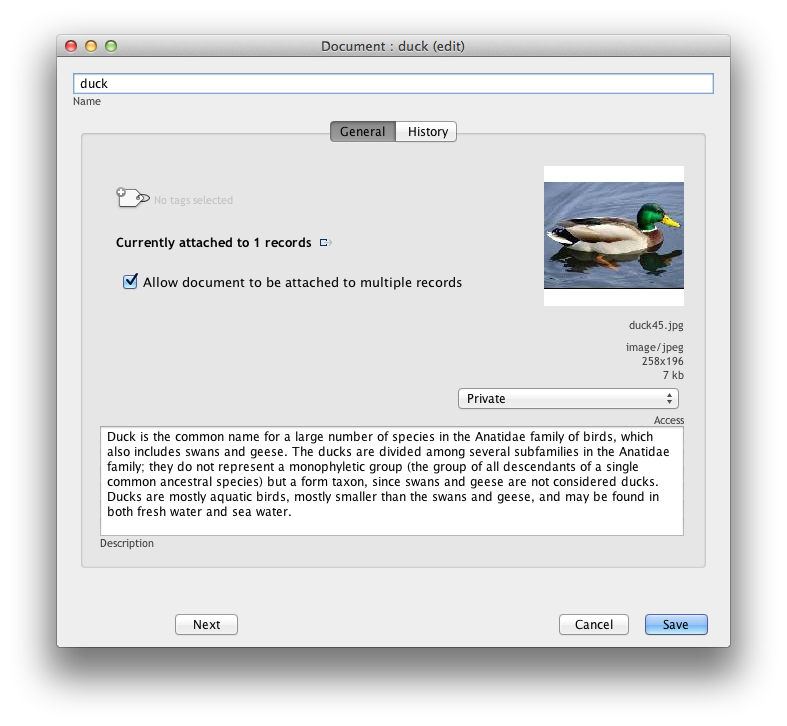 Document : duck (edit)
duck
Name
General History
No tags selected
Currently attached to 1 records
Allow document to be attached to multiple records
duck45.jpg
image/jpeg
258x196
7 kb
Private
Access
Duck is the common name for a large number of species in the Anatidae family of birds, which
also includes swans and geese. The ducks are divided among several subfamilies in the Anatidae
family; they do not represent a monophyletic group (the group of all descendants of a single
common ancestral species) but a form taxon, since swans and geese are not considered ducks.
Ducks are mostly aquatic birds, mostly smaller than the swans and geese, and may be found in
both fresh water and sea water.
Description
Next Cancel Save